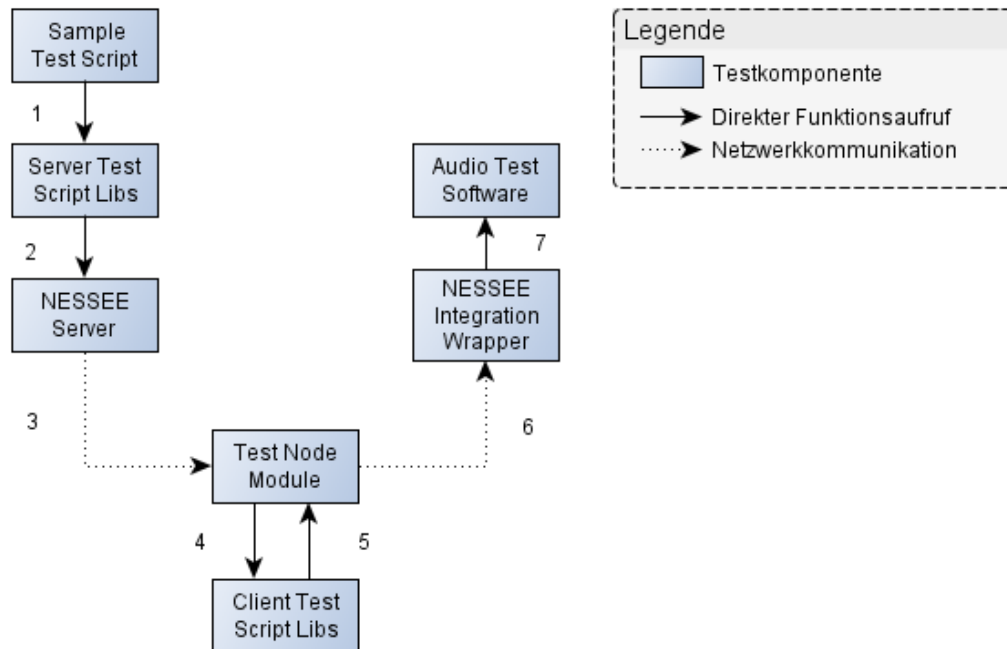 Sample
Test Script
1
Server Test
Script Libs
2
NESSEE
Server
3
Test Node
Module
4
5
Client Test
Script Libs
6
NESSEE
Integration
Wrapper
7
Audio Test
Software
Legende
Testkomponente
Direkter Funktionsaufruf
Netzwerkkommunikation